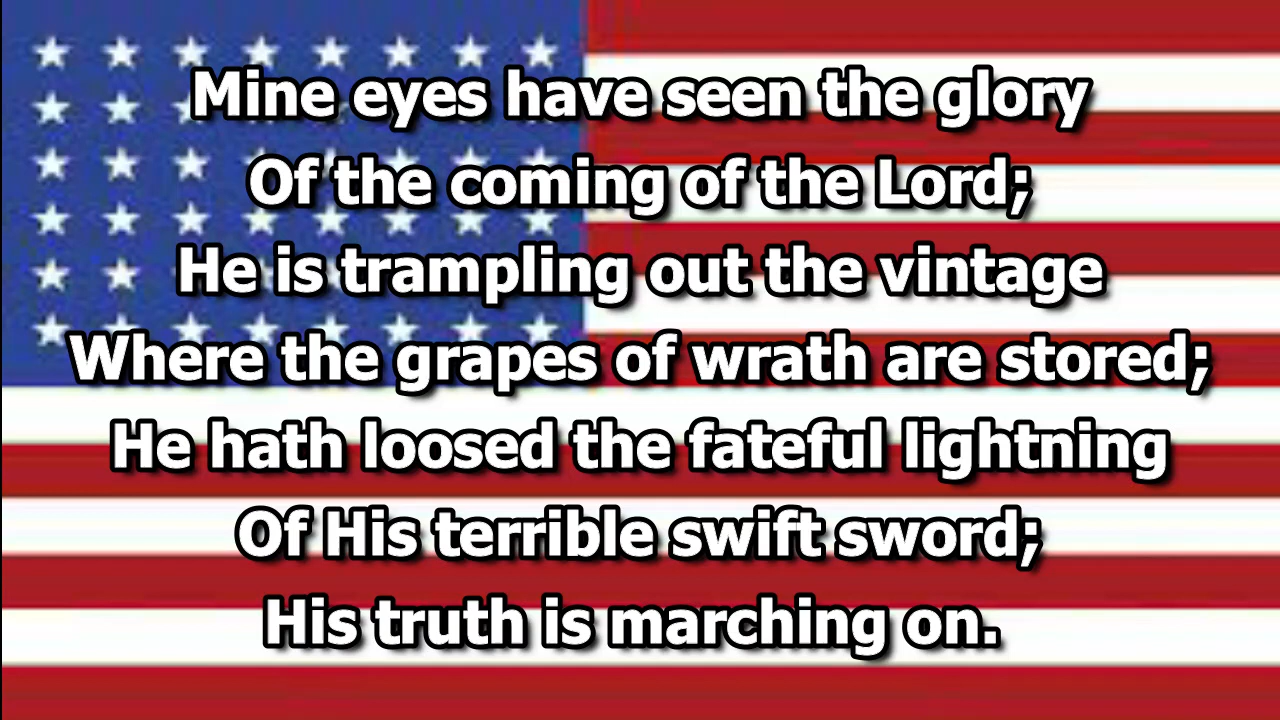 Mine eyes have seen the glory
Of the coming of the Lord;
He is trampling out the vintage
Where the grapes of wrath are stored;
He hath loosed the fateful lightning
Of His terrible swift sword;
His truth is marching on.